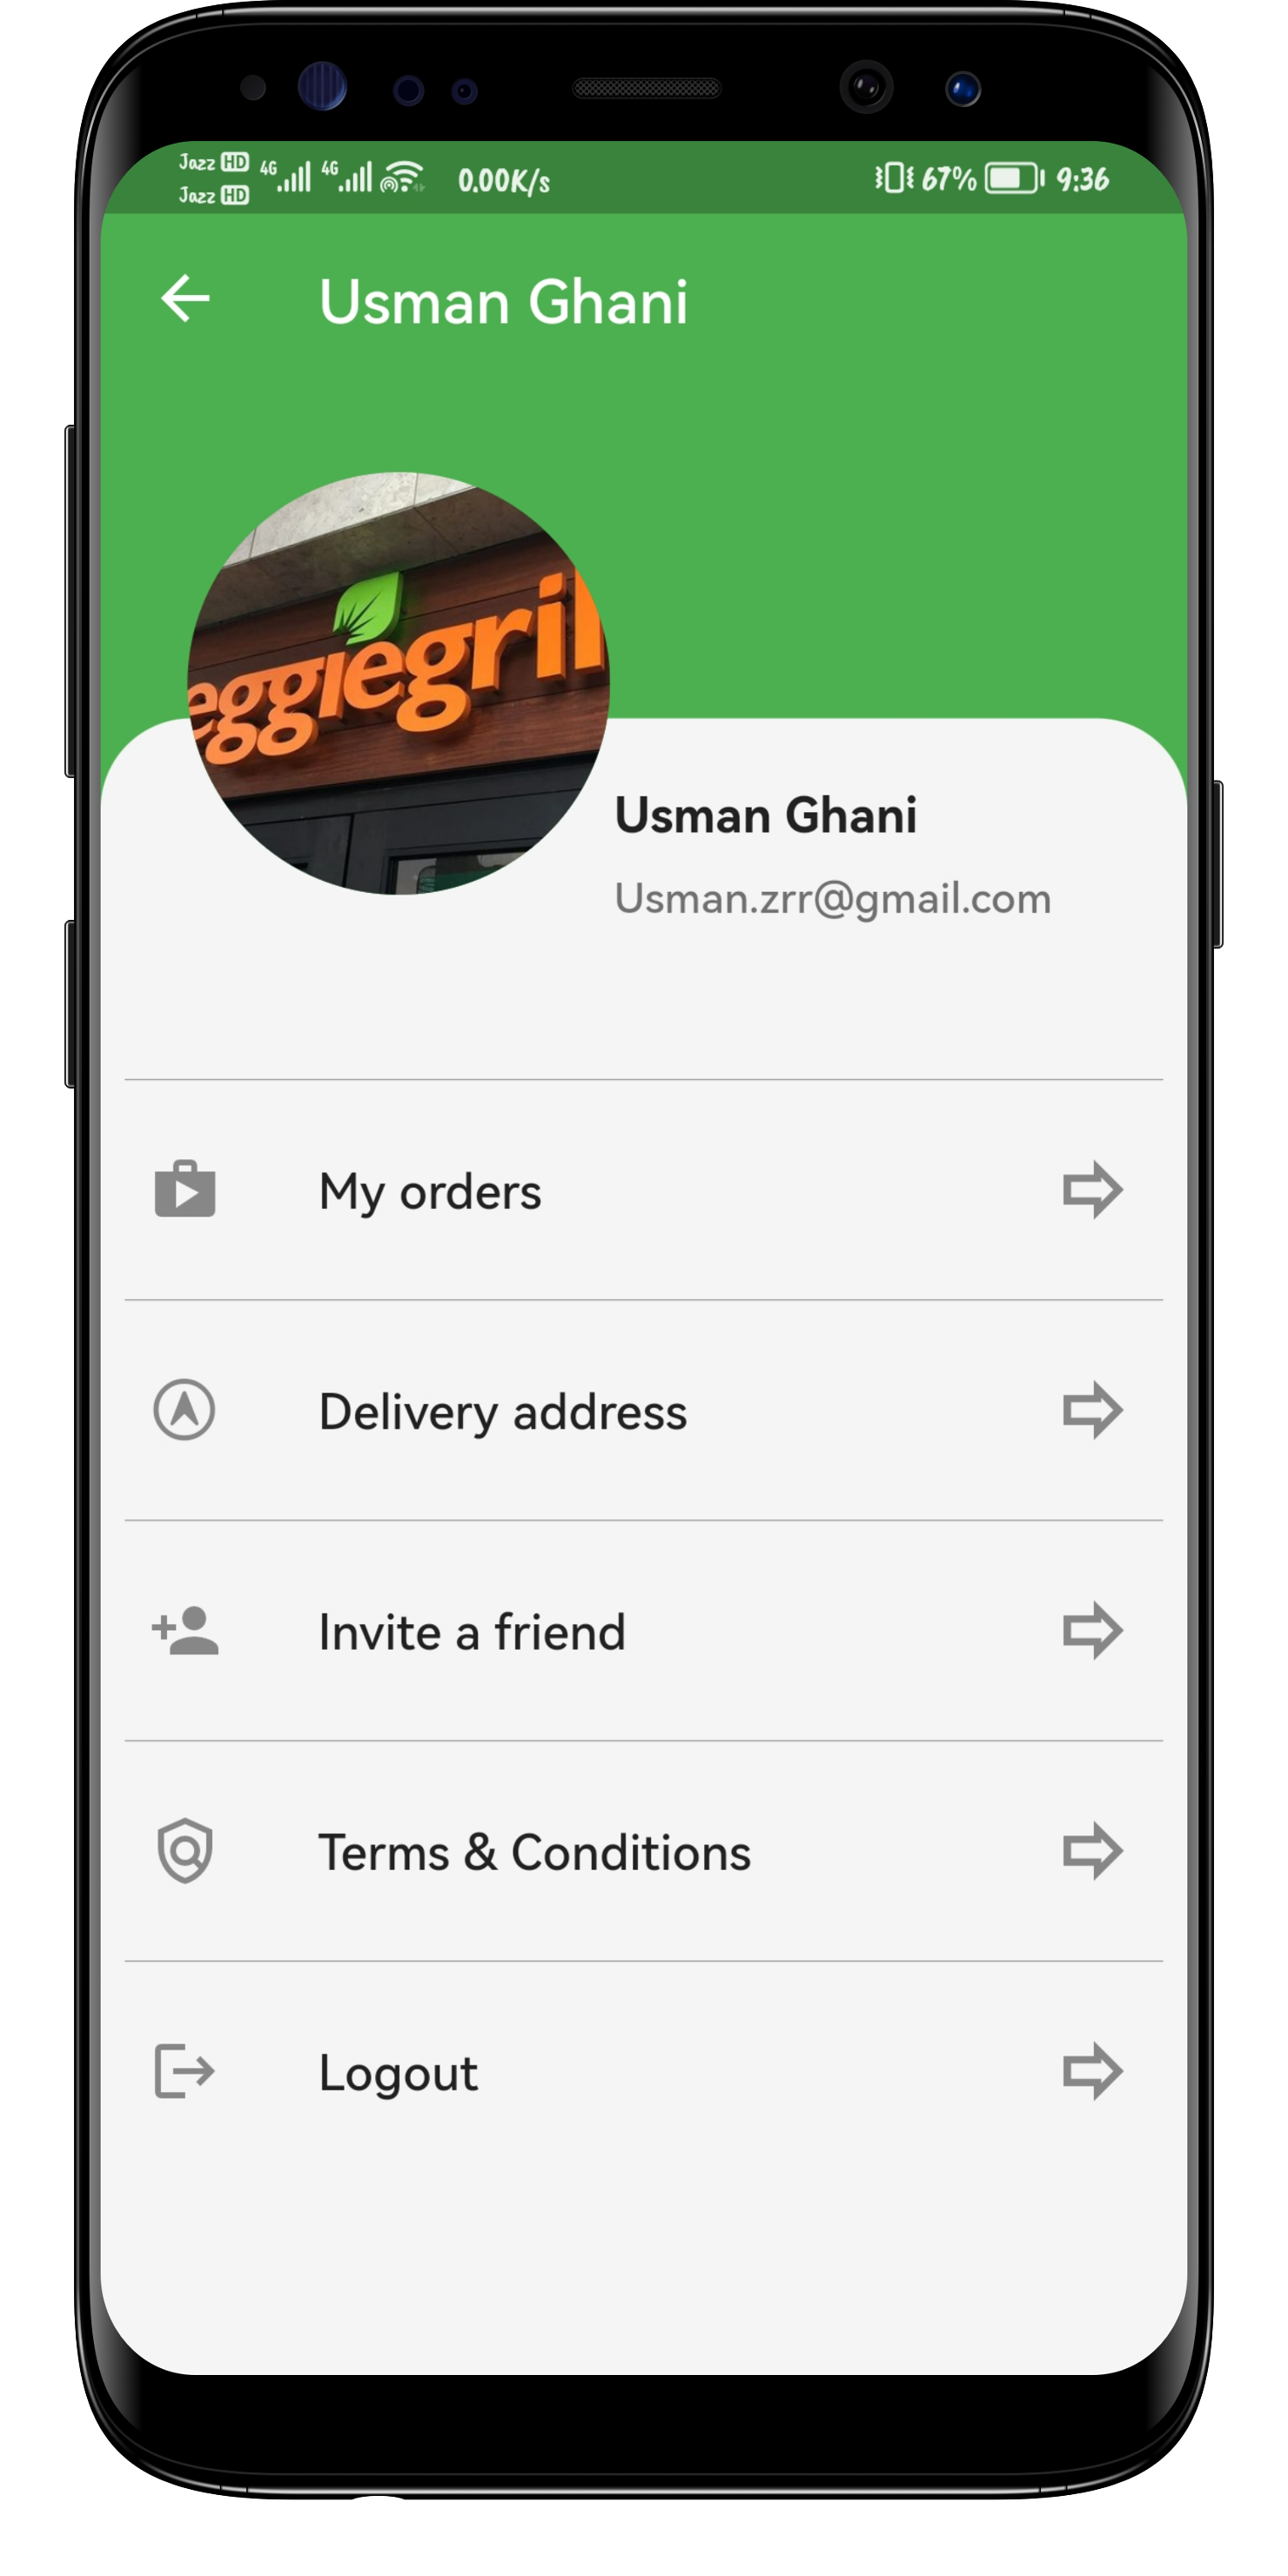 Jazz HD 4G 4G 0.00K/s 67% 9:36
Jazz HD
Usman Ghani
eggiegril
Usman Ghani
Usman.zrr@gmail.com
My orders
Delivery address
Invite a friend
Terms & Conditions
Logout